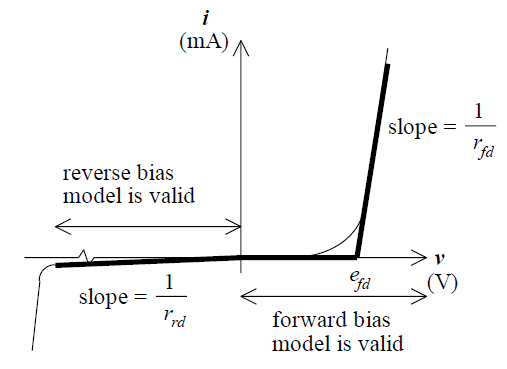 i
(mA)
slope = 1/r_fd
reverse bias
model is valid
v
(V)
e_fd
slope = 1/r_rd
forward bias
model is valid